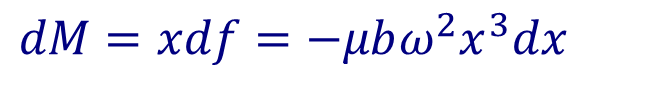 dM = xdf = −μbω²x³dx